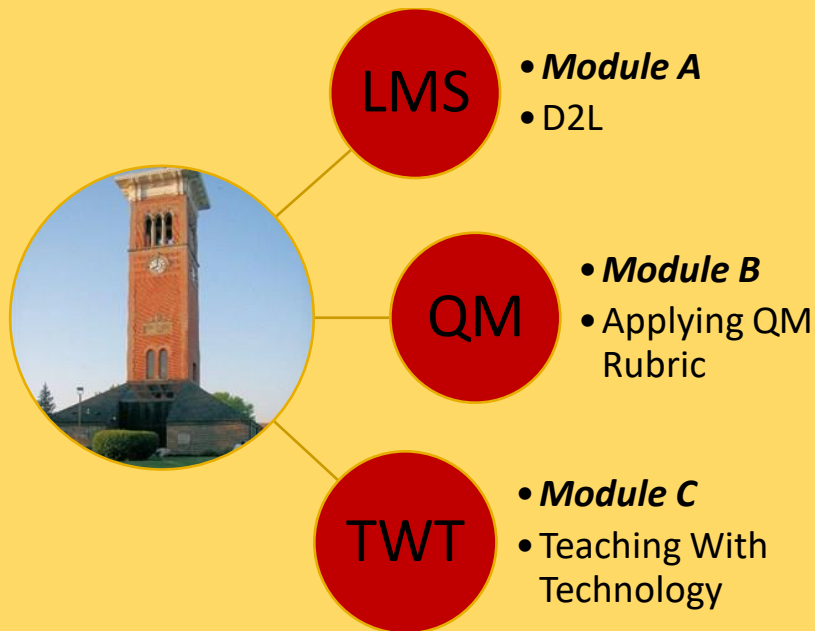 LMS
• Module A
• D2L
QM
• Module B
• Applying QM
Rubric
TWT
• Module C
• Teaching With
Technology